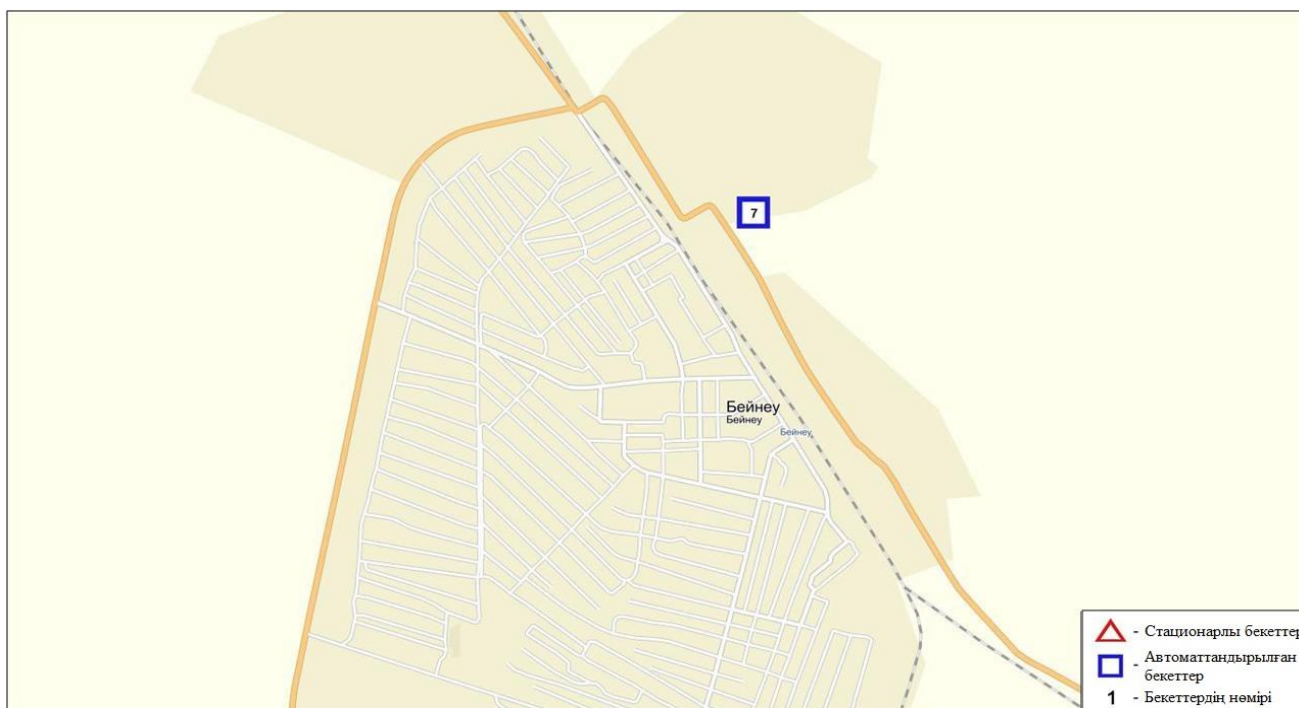 7
Бейнеу
Бейнеу
Бейнеу
- Стационарлы бекеттер
- Автоматтандырылған
бекеттер
1 - Бекеттердің нөмірі